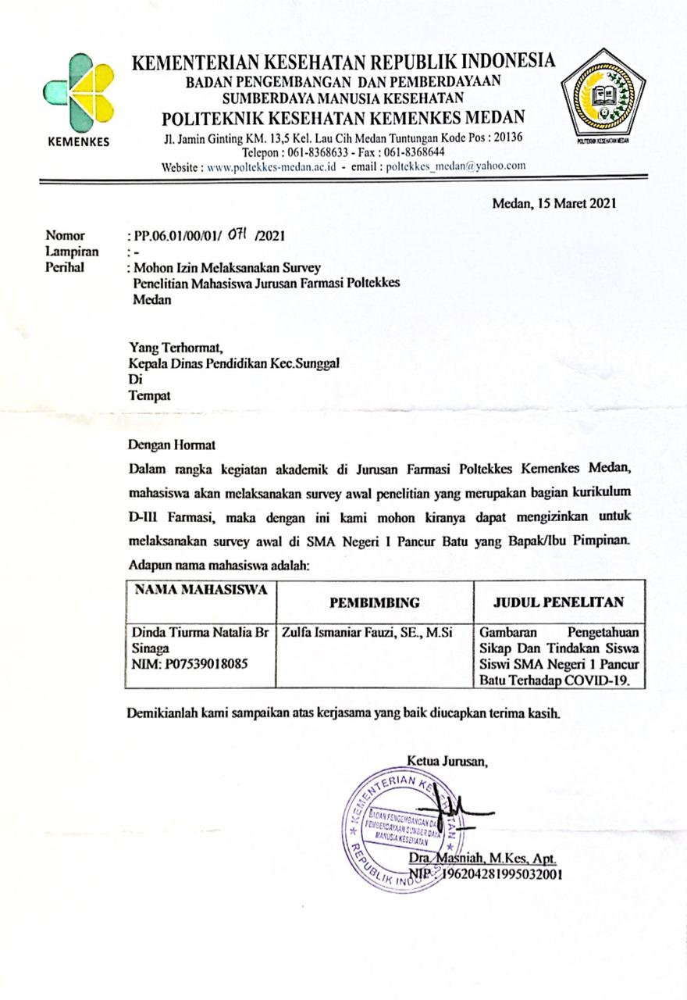 KEMENKES
KEMENTERIAN KESEHATAN REPUBLIK INDONESIA
BADAN PENGEMBANGAN DAN PEMBERDAYAAN
SUMBERDAYA MANUSIA KESEHATAN
POLITEKNIK KESEHATAN KEMENKES MEDAN
Jl. Jamin Ginting KM. 13,5 Kel. Lau Cih Medan Tuntungan Kode Pos : 20136
Telepon : 061-8368633 - Fax : 061-8368644
Website : www.poltekkes-medan.ac.id - email : poltekkes_medan@yahoo.com
POLITEKNIK KESEHATAN MEDAN
Medan, 15 Maret 2021
Nomor : PP.06.01/00/01/ 071 /2021
Lampiran : -
Perihal : Mohon Izin Melaksanakan Survey
Penelitian Mahasiswa Jurusan Farmasi Poltekkes
Medan
Yang Terhormat,
Kepala Dinas Pendidikan Kec.Sunggal
Di
Tempat
Dengan Hormat
Dalam rangka kegiatan akademik di Jurusan Farmasi Poltekkes Kemenkes Medan,
mahasiswa akan melaksanakan survey awal penelitian yang merupakan bagian kurikulum
D-III Farmasi, maka dengan ini kami mohon kiranya dapat mengizinkan untuk
melaksanakan survey awal di SMA Negeri I Pancur Batu yang Bapak/Ibu Pimpinan.
Adapun nama mahasiswa adalah:
NAMA MAHASISWA
PEMBIMBING
JUDUL PENELITAN
Dinda Tiurma Natalia Br
Sinaga
NIM: P07539018085
Zulfa Ismaniar Fauzi, SE., M.Si
Gambaran Pengetahuan
Sikap Dan Tindakan Siswa
Siswi SMA Negeri 1 Pancur
Batu Terhadap COVID-19.
Demikianlah kami sampaikan atas kerjasama yang baik diucapkan terima kasih.
Ketua Jurusan,
KEMENTERIAN KESEHATAN
BADAN PENGEMBANGAN DAN
PEMBERDAYAAN SUMBER DAYA
MANUSIA KESEHATAN
REPUBLIK INDONESIA
Dra. Masniah, M.Kes, Apt.
NIP : 196204281995032001